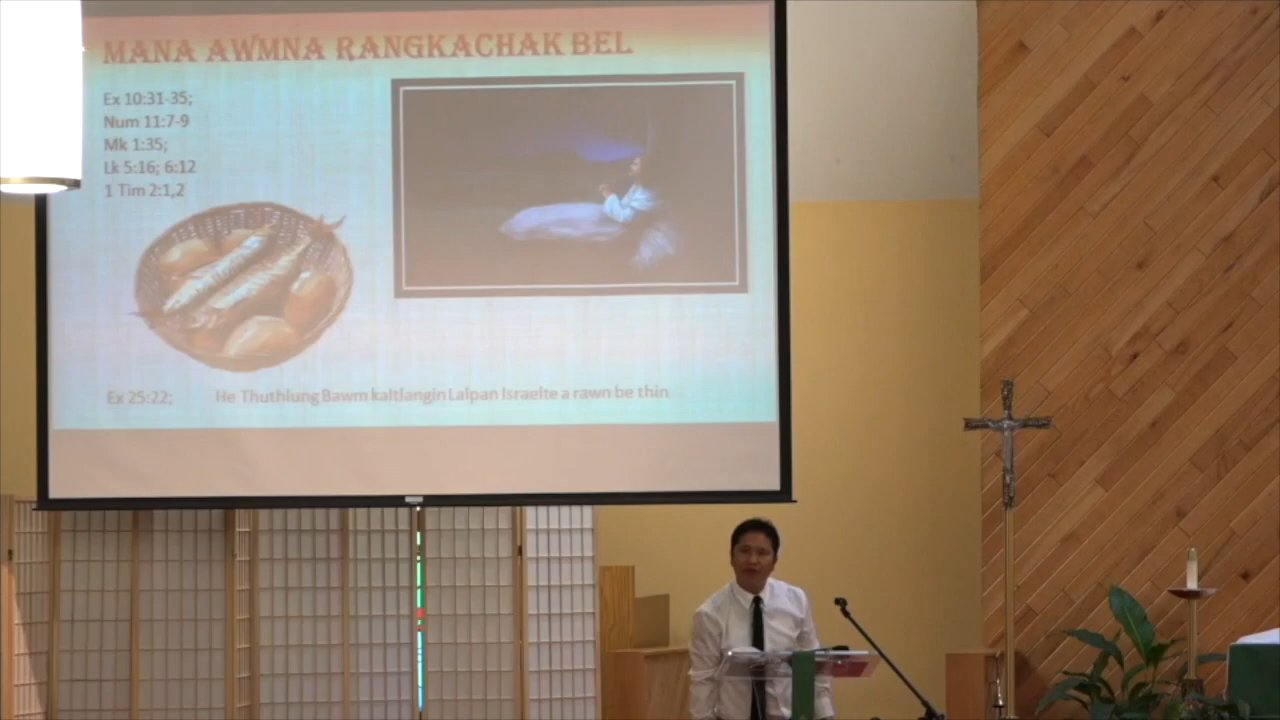 MANA AWMNA RANGKACHAK BEL
Ex 10:31-35;
Num 11:7-9
Mk 1:35;
Lk 5:16; 6:12
1 Tim 2:1,2
Ex 25:22; He Thuthlung Bawm kaltlangin Lalpan Israelte a rawn be thin